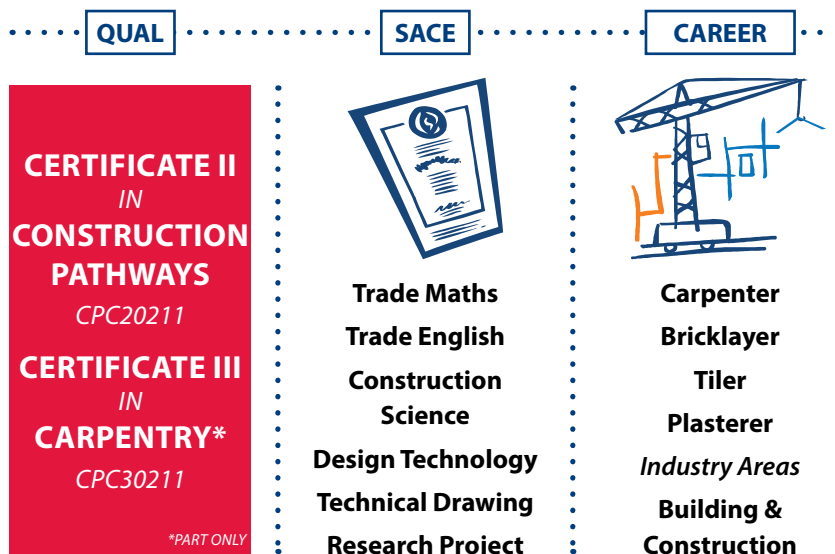 QUAL
SACE
CAREER
CERTIFICATE II
IN
CONSTRUCTION
PATHWAYS
CPC20211
CERTIFICATE III
IN
CARPENTRY*
CPC30211
*PART ONLY
Trade Maths
Trade English
Construction
Science
Design Technology
Technical Drawing
Research Project
Carpenter
Bricklayer
Tiler
Plasterer
Industry Areas
Building &
Construction